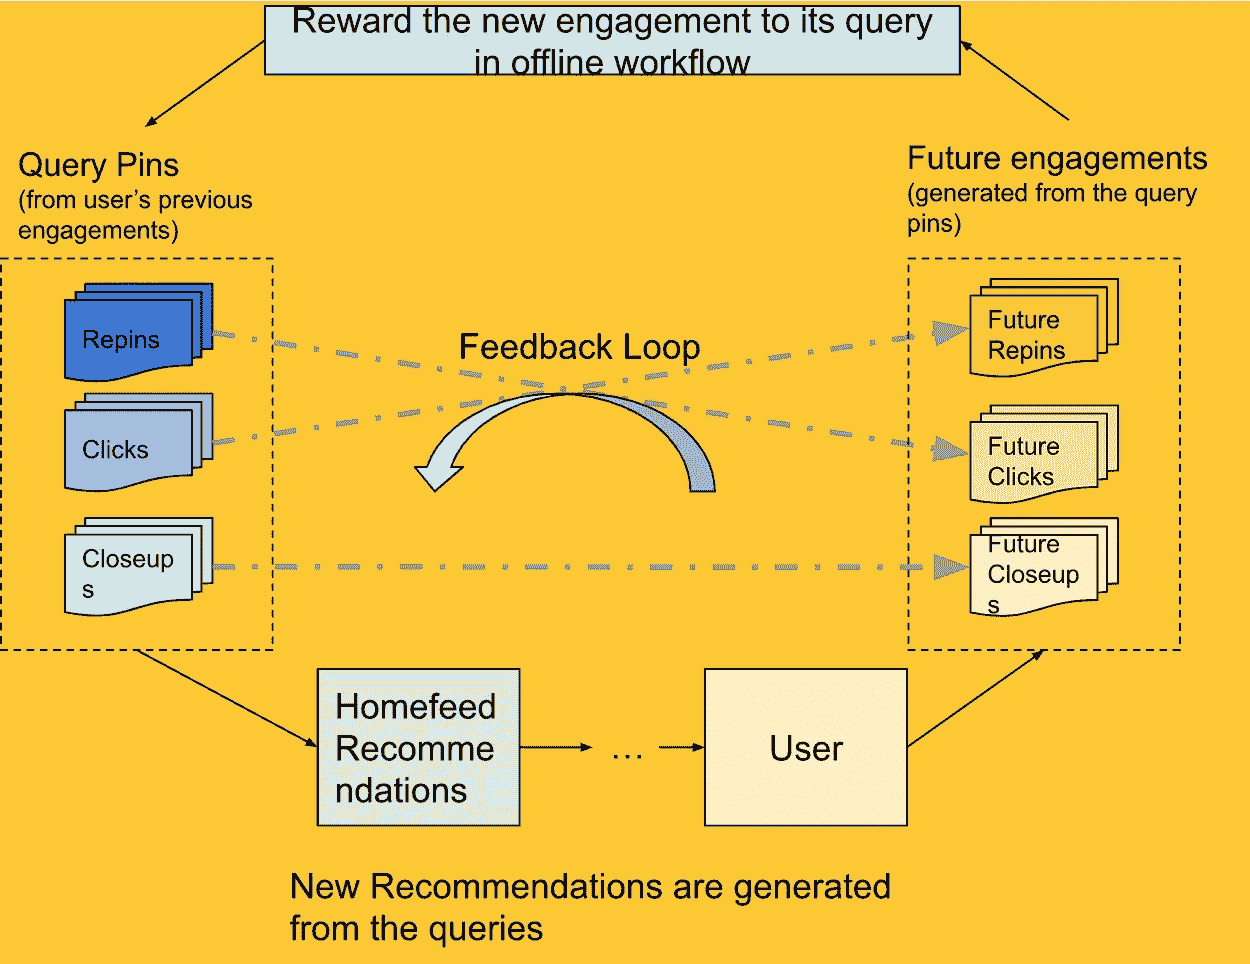 Reward the new engagement to its query
in offline workflow
Query Pins
(from user's previous
engagements)
Future engagements
(generated from the query
pins)
Repins
Clicks
Closeup
s
Feedback Loop
Future
Repins
Future
Clicks
Future
Closeup
s
Homefeed
Recomme
ndations
...
User
New Recommendations are generated
from the queries